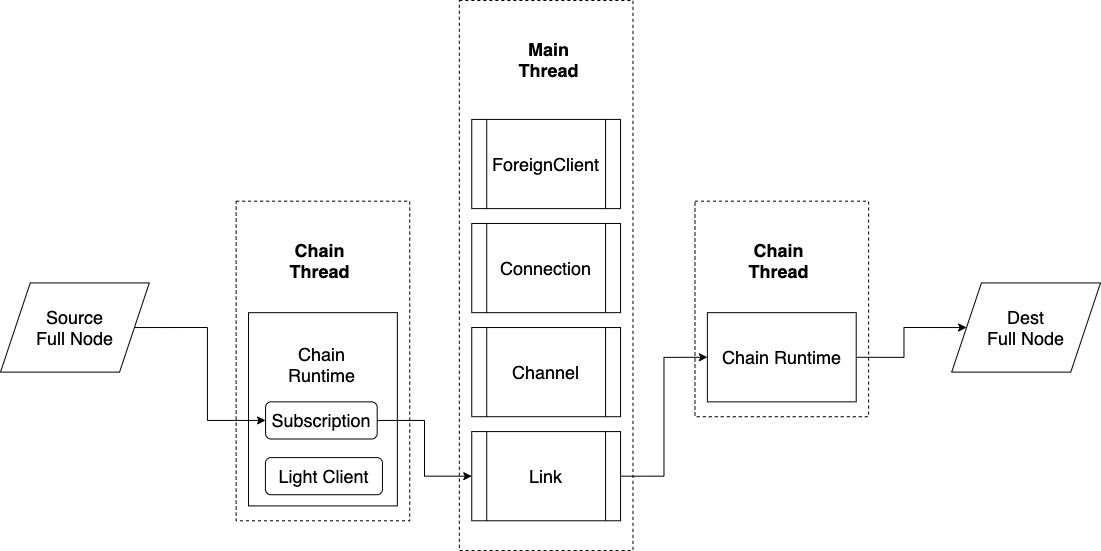 Main
Thread
ForeignClient
Connection
Channel
Link
Chain
Thread
Chain
Runtime
Subscription
Light Client
Source
Full Node
Chain
Thread
Chain Runtime
Dest
Full Node